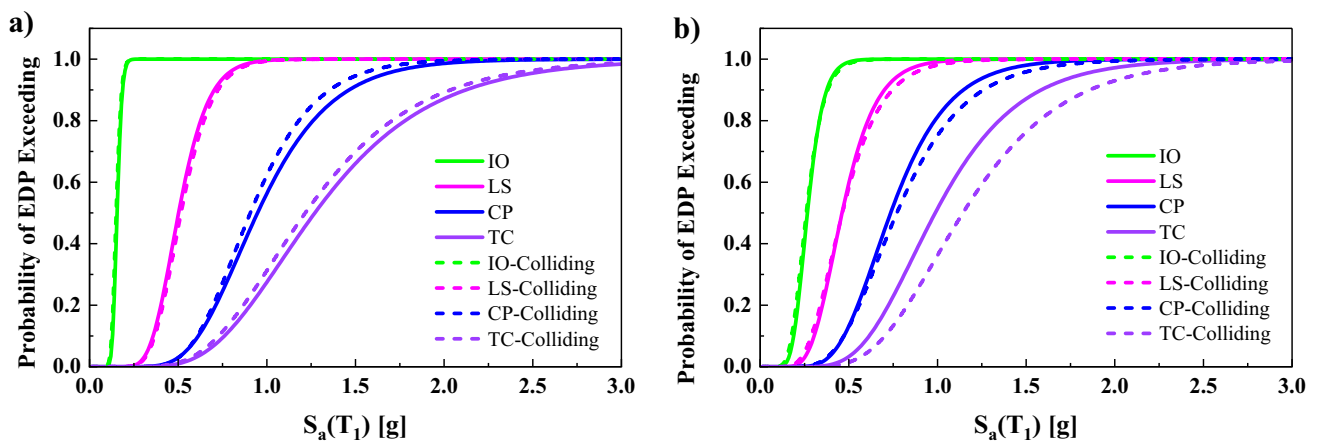 a)
Probability of EDP Exceeding
1.0
0.8
0.6
0.4
0.2
0.0
0.0 0.5 1.0 1.5 2.0 2.5 3.0
Sa(T1) [g]
IO
LS
CP
TC
IO-Colliding
LS-Colliding
CP-Colliding
TC-Colliding
b)
Probability of EDP Exceeding
1.0
0.8
0.6
0.4
0.2
0.0
0.0 0.5 1.0 1.5 2.0 2.5 3.0
Sa(T1) [g]
IO
LS
CP
TC
IO-Colliding
LS-Colliding
CP-Colliding
TC-Colliding